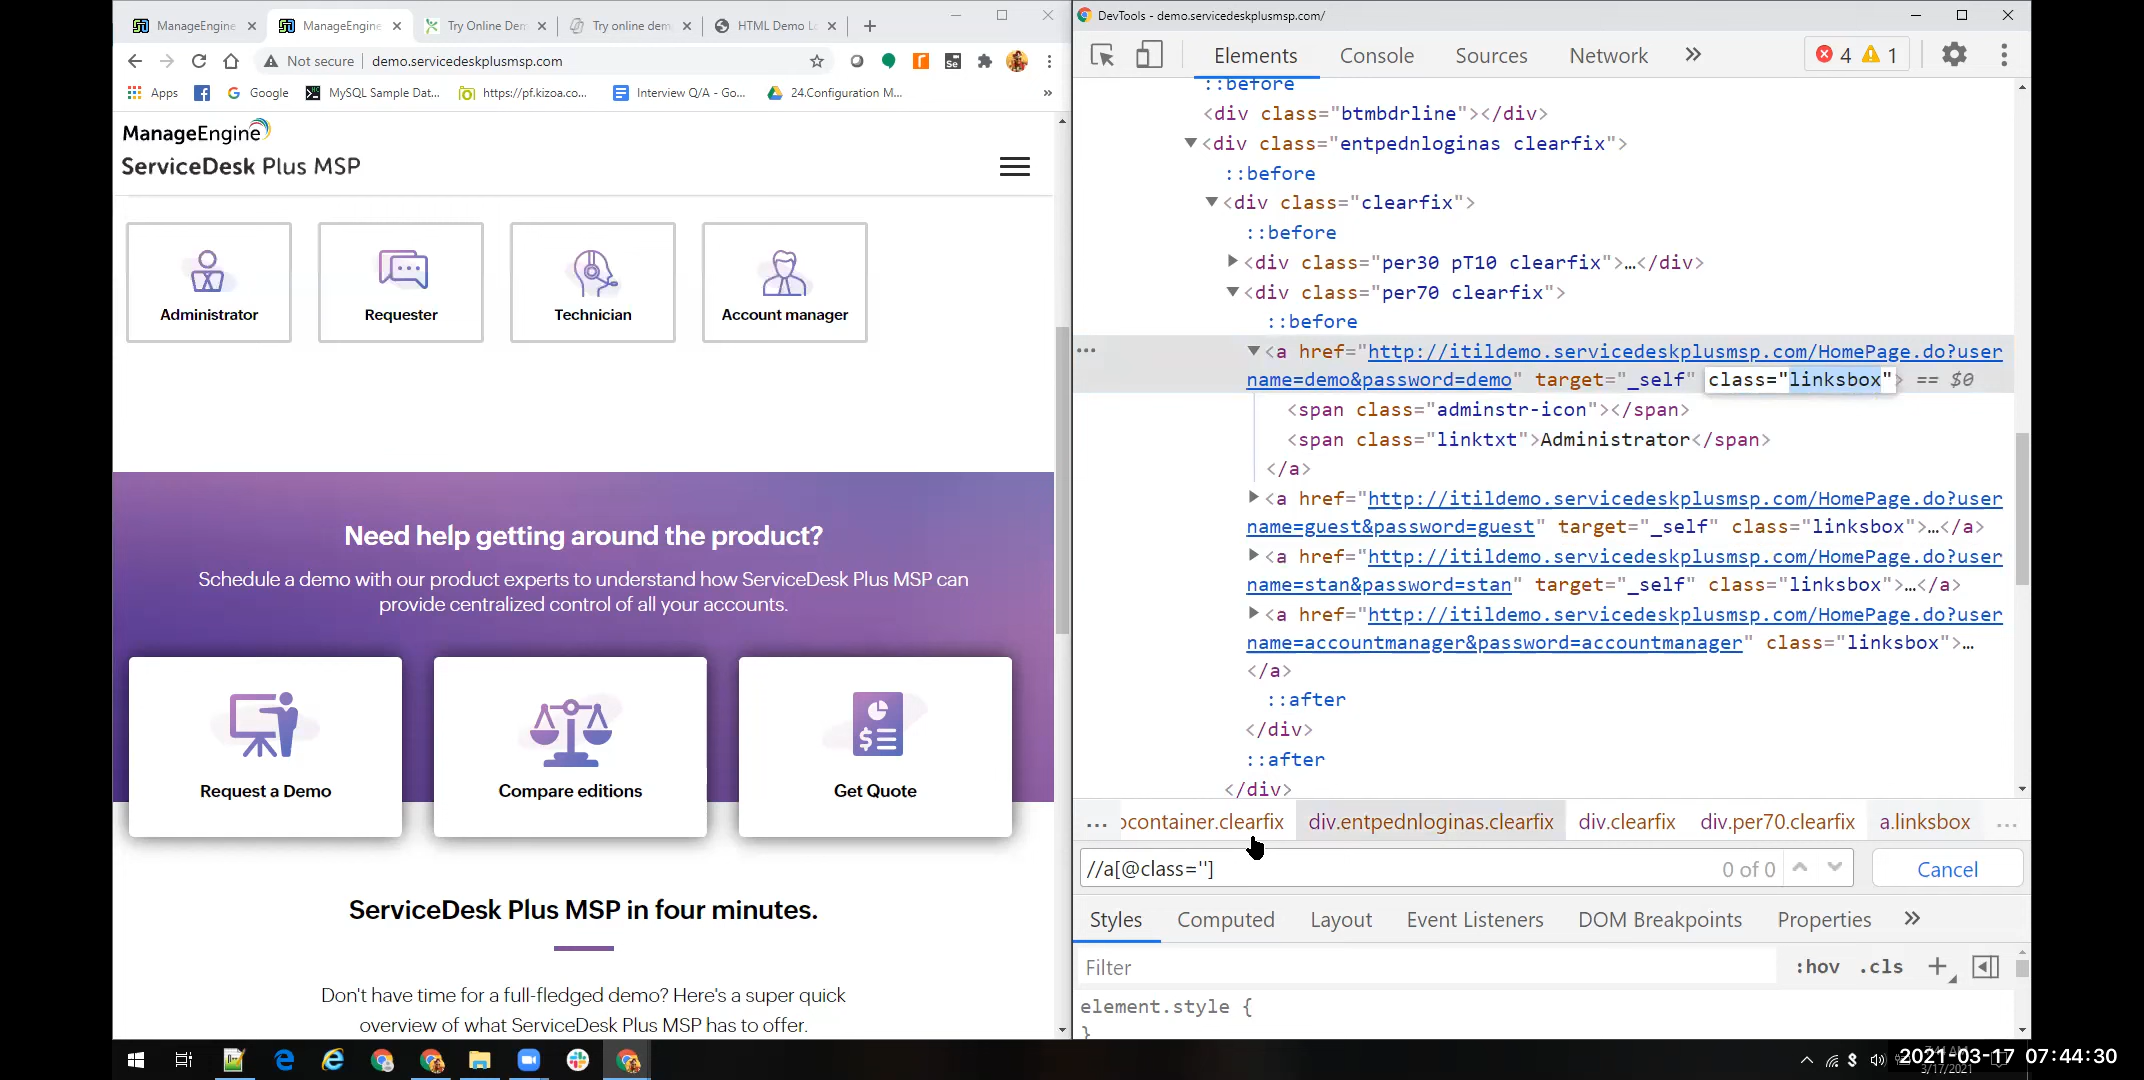 ManageEngine
ManageEngine
Try Online Dem
Try online dem
HTML Demo Lo
DevTools - demo.servicedeskplusmsp.com/
Not secure
demo.servicedeskplusmsp.com
Elements
Console
Sources
Network
4
1
Apps
Google
MySQL Sample Dat...
https://pf.kizoa.co...
Interview Q/A - Go...
24.Configuration M...
ManageEngine
ServiceDesk Plus MSP
Administrator
Requester
Technician
Account manager
Need help getting around the product?
Schedule a demo with our product experts to understand how ServiceDesk Plus MSP can
provide centralized control of all your accounts.
Request a Demo
Compare editions
Get Quote
ServiceDesk Plus MSP in four minutes.
Don't have time for a full-fledged demo? Here's a super quick
overview of what ServiceDesk Plus MSP has to offer.
::before
<div class="btmbdrline"></div>
<div class="entpednloginas clearfix">
::before
<div class="clearfix">
::before
<div class="per30 pT10 clearfix">…</div>
<div class="per70 clearfix">
::before
<a href="http://itildemo.servicedeskplusmsp.com/HomePage.do?user
name=demo&password=demo" target="_self" class="linksbox"> == $0
<span class="adminstr-icon"></span>
<span class="linktxt">Administrator</span>
</a>
<a href="http://itildemo.servicedeskplusmsp.com/HomePage.do?user
name=guest&password=guest" target="_self" class="linksbox">…</a>
<a href="http://itildemo.servicedeskplusmsp.com/HomePage.do?user
name=stan&password=stan" target="_self" class="linksbox">…</a>
<a href="http://itildemo.servicedeskplusmsp.com/HomePage.do?user
name=accountmanager&password=accountmanager" class="linksbox">…
</a>
::after
</div>
::after
</div>
... ocontainer.clearfix div.entpednloginas.clearfix div.clearfix div.per70.clearfix a.linksbox ...
//a[@class='']
0 of 0
Cancel
Styles
Computed
Layout
Event Listeners
DOM Breakpoints
Properties
Filter
:hov
.cls
element.style {
}
2021-03-17 07:44:30
3/17/2021